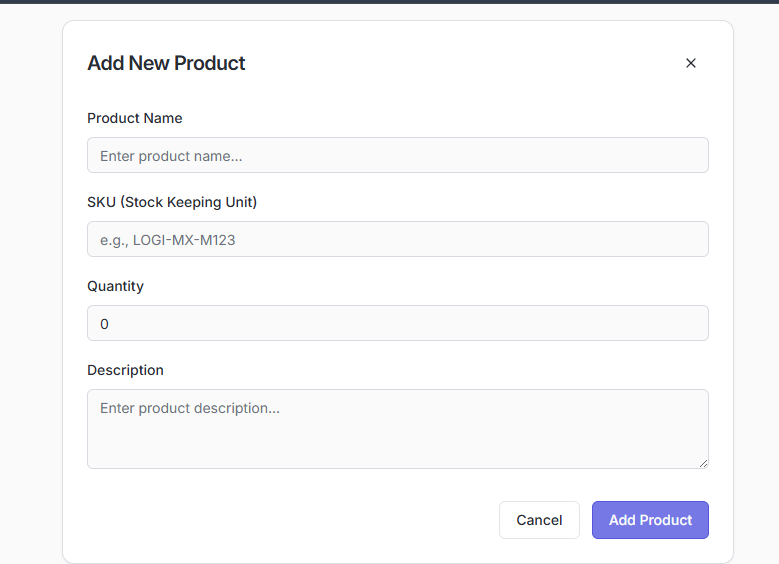 Add New Product
Product Name
Enter product name...
SKU (Stock Keeping Unit)
e.g., LOGI-MX-M123
Quantity
0
Description
Enter product description...
Cancel
Add Product